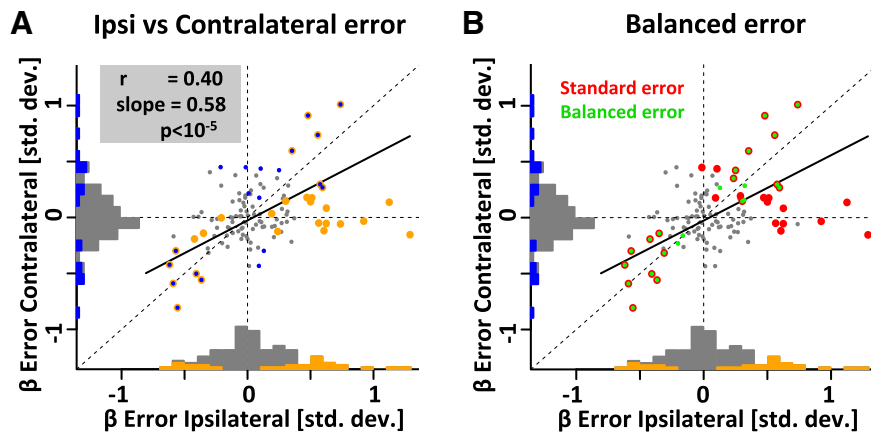 A Ipsi vs Contralateral error
r = 0.40
slope = 0.58
p<10⁻⁵
β Error Contralateral [std. dev.]
1
0
-1
-1 0 1
β Error Ipsilateral [std. dev.]
B Balanced error
Standard error
Balanced error
β Error Contralateral [std. dev.]
1
0
-1
-1 0 1
β Error Ipsilateral [std. dev.]